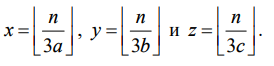 x = ⌊n/3a⌋, y = ⌊n/3b⌋ и z = ⌊n/3c⌋.